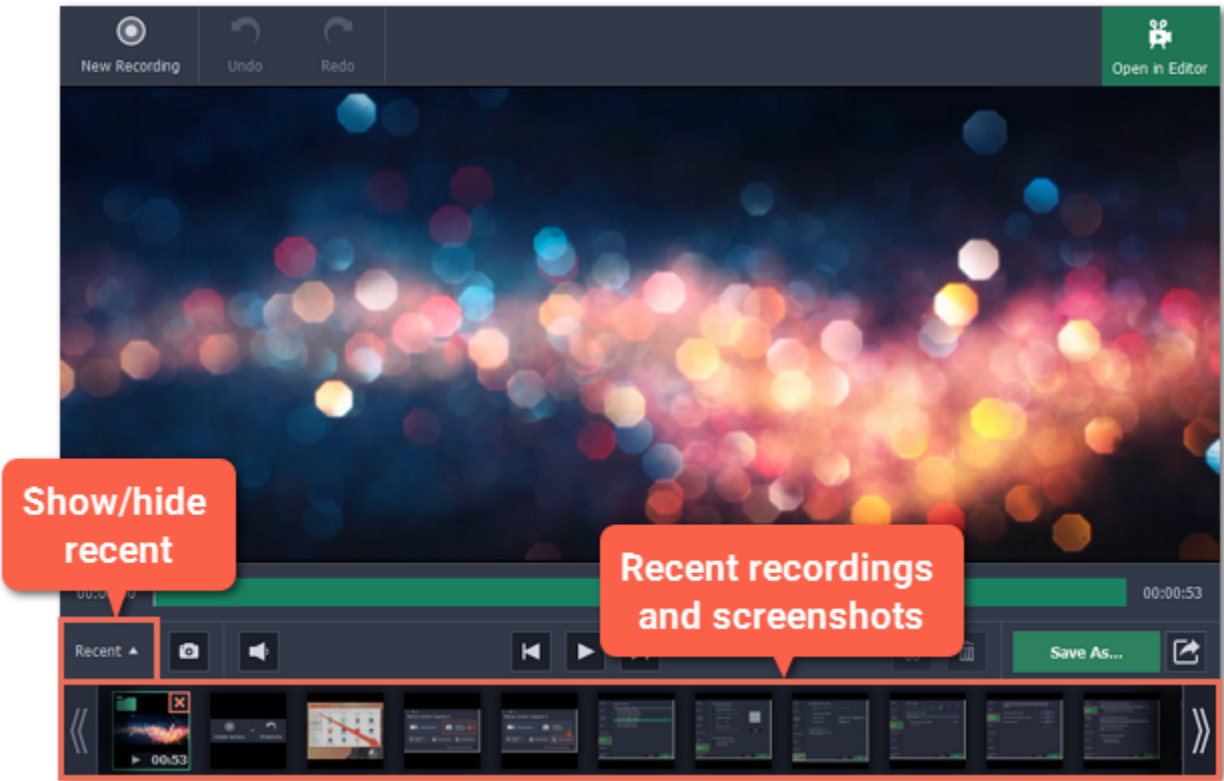 New Recording
Undo
Redo
Open in Editor
Show/hide
recent
Recent recordings
and screenshots
00:00:53
Recent
Save As...
00:53